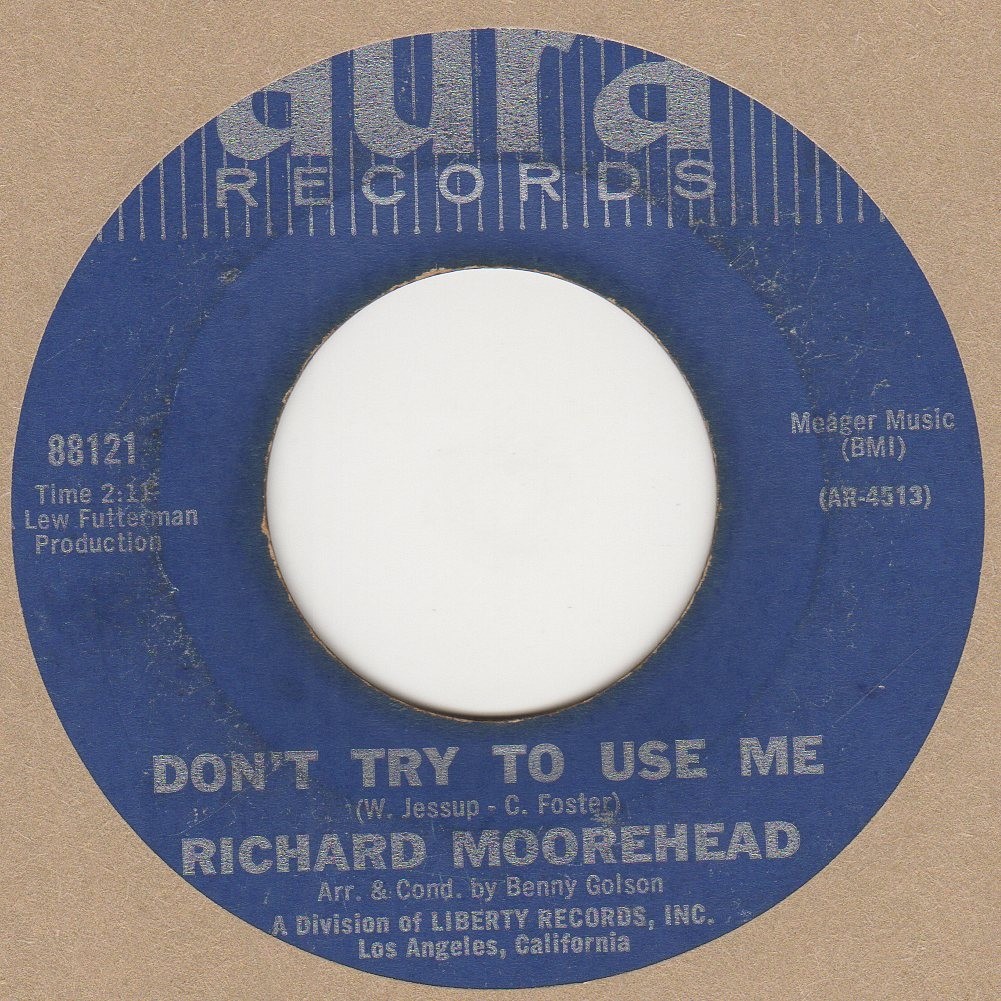 aura
RECORDS
88121
Time 2:11
A Lew Futterman
Production
Meager Music
(BMI)
(AR-4513)
DON'T TRY TO USE ME
(W. Jessup - C. Foster)
RICHARD MOOREHEAD
Arr. & Cond. by Benny Golson
A Division of LIBERTY RECORDS, INC.
Los Angeles, California